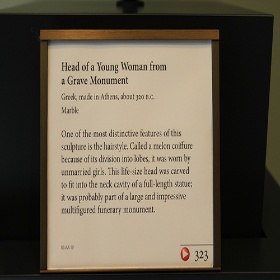 Head of a Young Woman from
a Grave Monument
Greek, made in Athens, about 320 B.C.
Marble
One of the most distinctive features of this
sculpture is the hairstyle. Called a melon coiffure
because of its division into lobes, it was worn by
unmarried girls. This life-size head was carved
to fit into the neck cavity of a full-length statue;
it was probably part of a large and impressive
multifigured funerary monument.
323